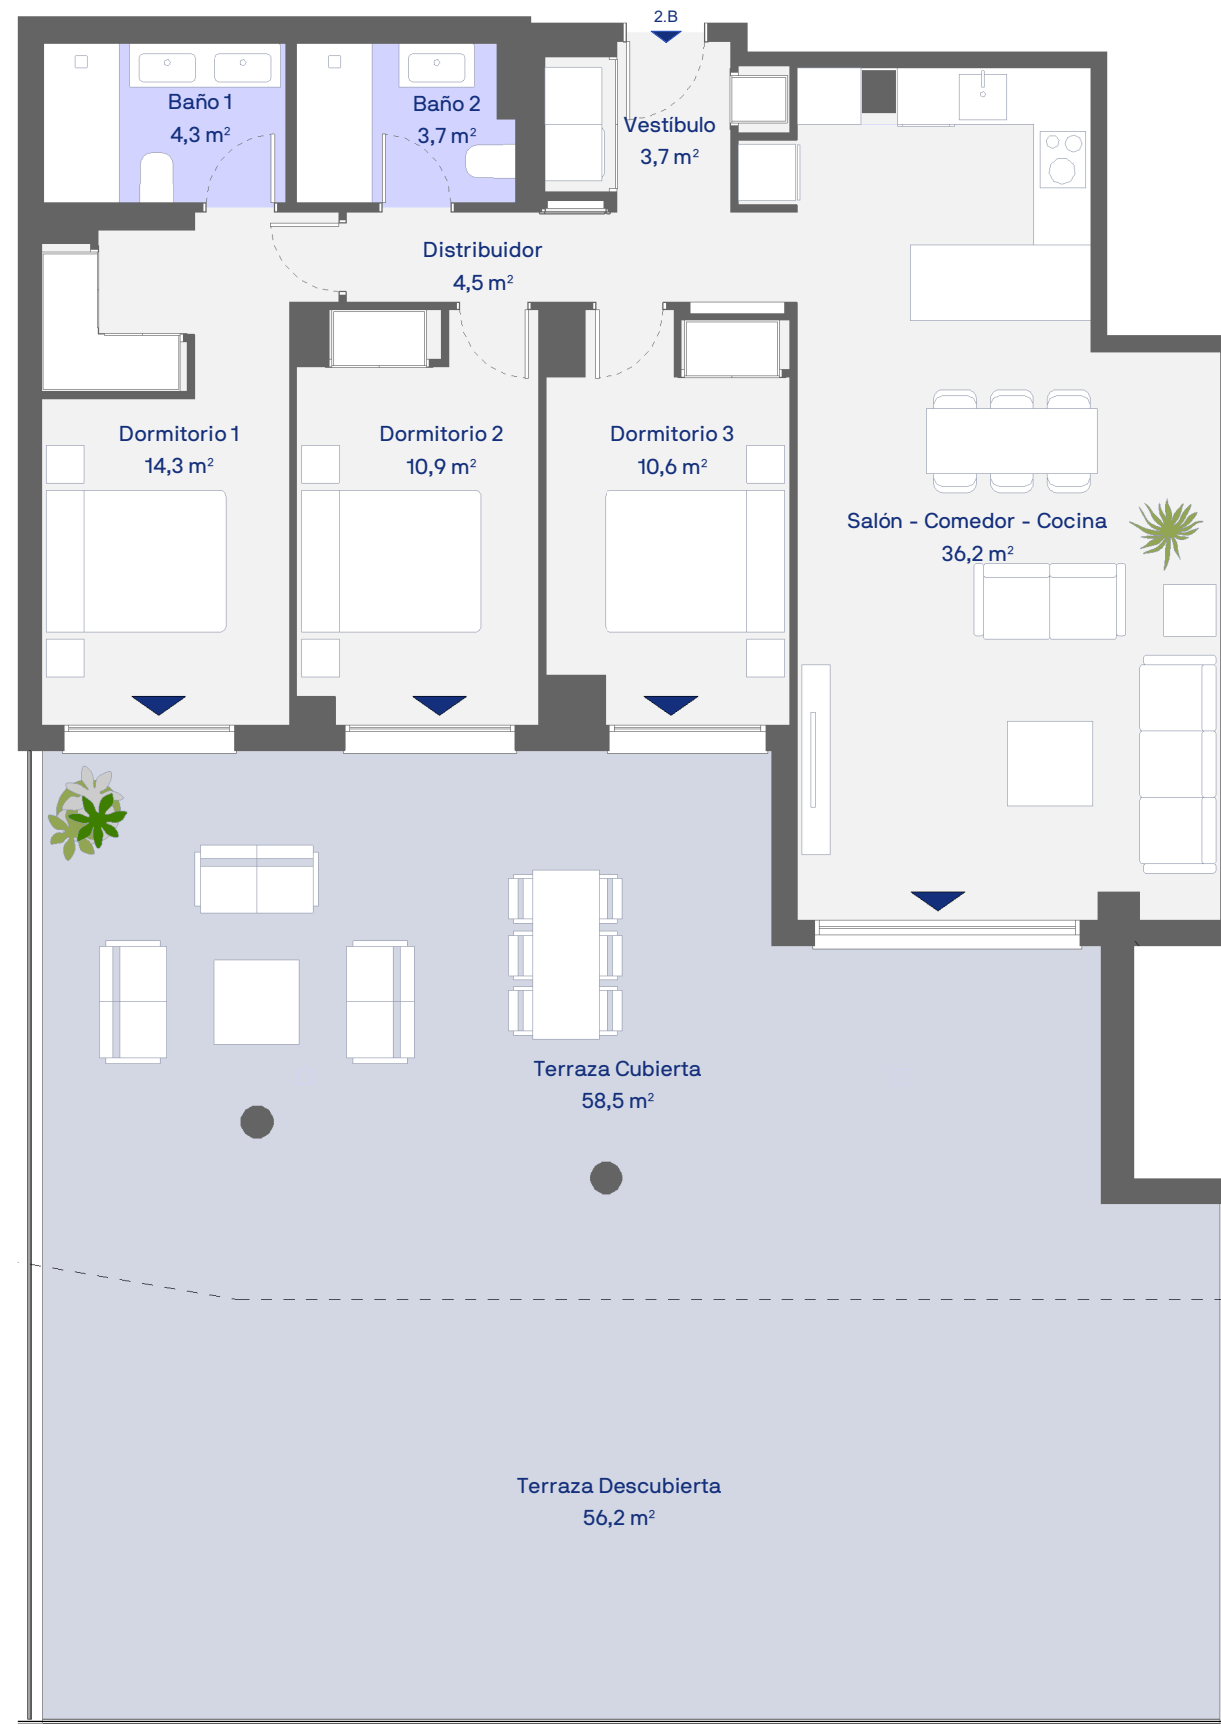 2.B
Baño 1
4,3 m²
Baño 2
3,7 m²
Vestíbulo
3,7 m²
Distribuidor
4,5 m²
Dormitorio 1
14,3 m²
Dormitorio 2
10,9 m²
Dormitorio 3
10,6 m²
Salón - Comedor - Cocina
36,2 m²
Terraza Cubierta
58,5 m²
Terraza Descubierta
56,2 m²